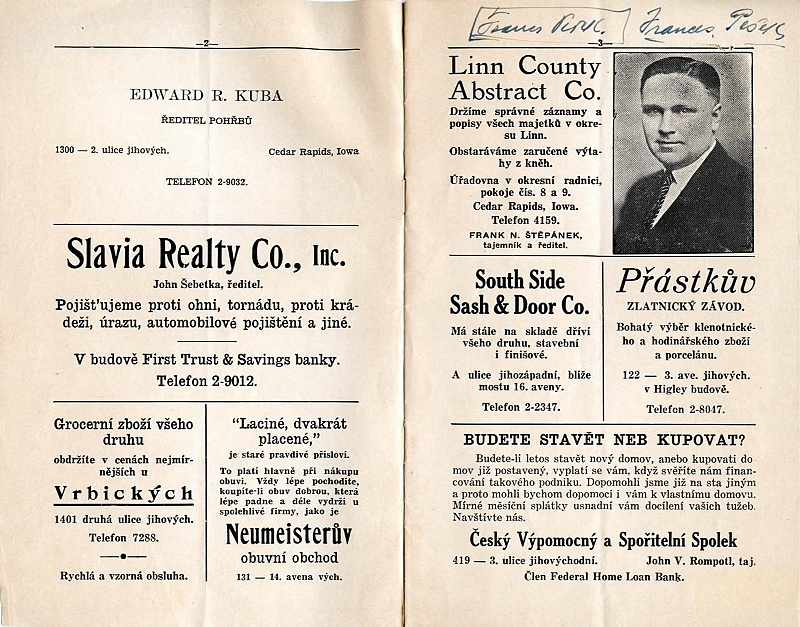 —2—
EDWARD R. KUBA
ŘEDITEL POHŘBŮ
1300 — 2. ulice jihových. Cedar Rapids, Iowa
TELEFON 2-9032.
Slavia Realty Co., Inc.
John Šebetka, ředitel.
Pojišt'ujeme proti ohni, tornádu, proti krá-
deži, úrazu, automobilové pojištění a jiné.
V budově First Trust & Savings banky.
Telefon 2-9012.
Grocerní zboží všeho
druhu
obdržíte v cenách nejmír-
nějších u
Vrbických
1401 druhá ulice jihových.
Telefon 7288.
Rychlá a vzorná obsluha.
"Laciné, dvakrát
placené,"
je staré pravdivé přísloví.
To platí hlavně při nákupu
obuvi. Vždy lépe pochodíte,
koupíte-li obuv dobrou, která
lépe padne a déle vydrží u
spolehlivé firmy, jako je
Neumeisterův
obuvní obchod
131 — 14. avena vých.
Frances Pešek
—3—
Linn County
Abstract Co.
Držíme správné záznamy a
popisy všech majetků v okre-
su Linn.
Obstaráváme zaručené výta-
hy z kněh.
Úřadovna v okresní radnici,
pokoje čís. 8 a 9.
Cedar Rapids, Iowa.
Telefon 4159.
FRANK N. ŠTĚPÁNEK,
tajemník a ředitel.
South Side
Sash & Door Co.
Má stále na skladě dříví
všeho druhu, stavební
i finišové.
A ulice jihozápadní, blíže
mostu 16. aveny.
Telefon 2-2347.
Přástkův
ZLATNICKÝ ZÁVOD.
Bohatý výběr klenotnické-
ho a hodinářského zboží
a porcelánu.
122 — 3. ave. jihových.
v Higley budově.
Telefon 2-8047.
BUDETE STAVĚT NEB KUPOVAT?
Budete-li letos stavět nový domov, anebo kupovati do
mov již postavený, vyplatí se vám, když svěříte nám finan-
cování takového podniku. Dopomohli jsme již na sta jiným
a proto mohli bychom dopomoci i vám k vlastnímu domovu.
Mírné měsíční splátky usnadní vám docílení vašich tužeb.
Navštivte nás.
Český Výpomocný a Spořitelní Spolek
419 — 3. ulice jihovýchodní. John V. Rompotl, taj.
Člen Federal Home Loan Bank.